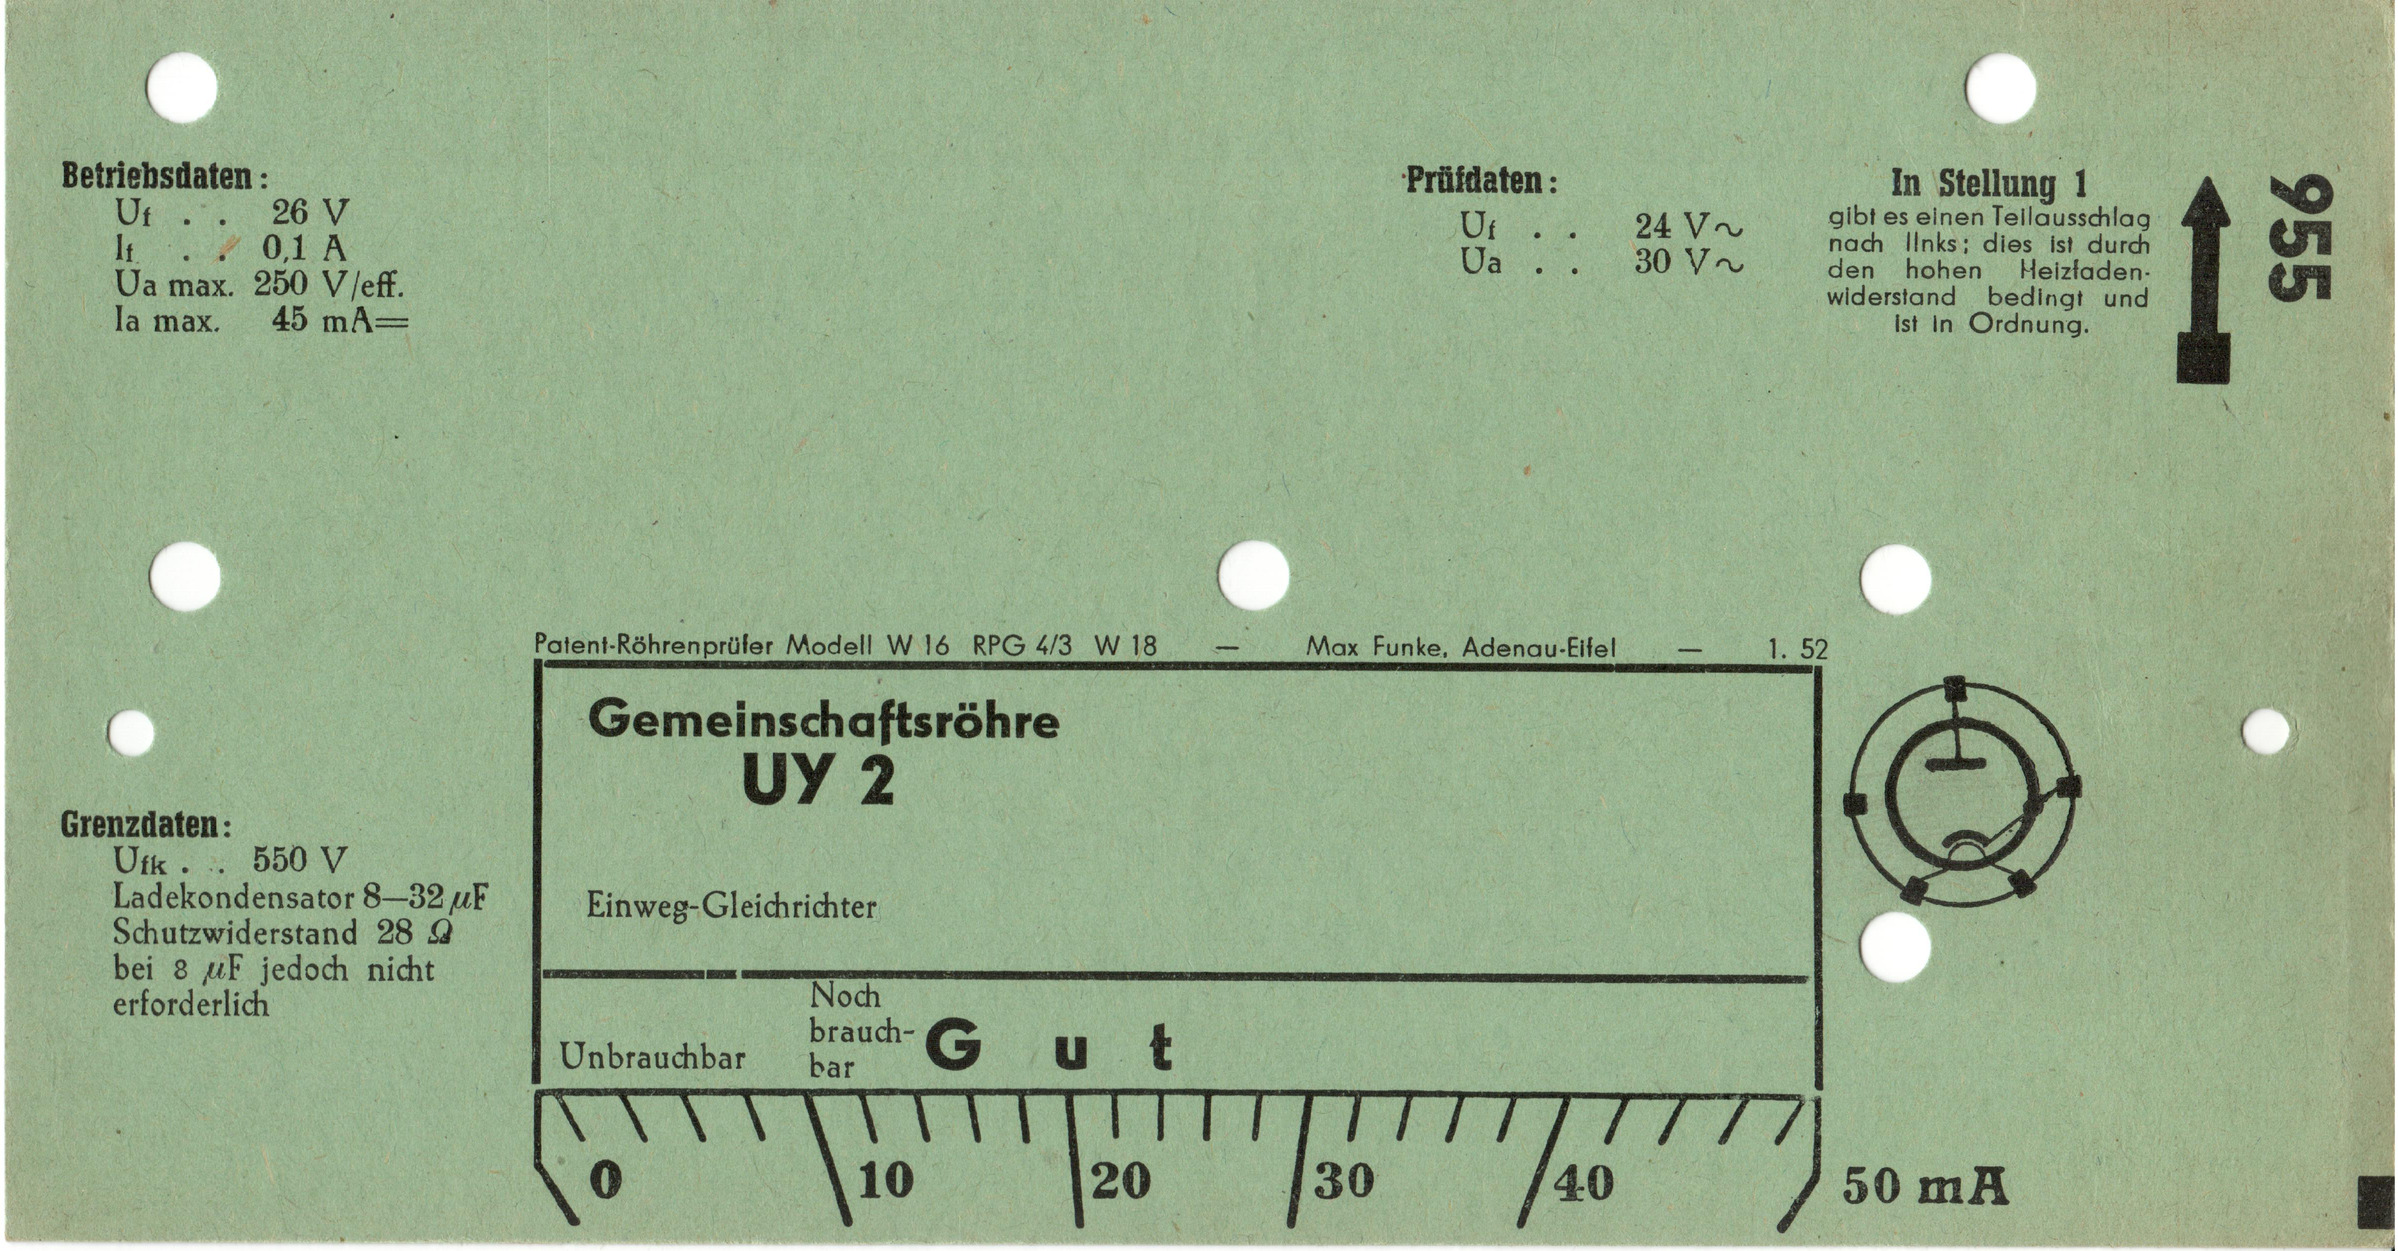 Betriebsdaten:
Uf . . 26 V
If . . 0,1 A
Ua max. 250 V/eff.
Ia max. 45 mA=
Prüfdaten:
Uf . . 24 V~
Ua . . 30 V~
In Stellung 1
gibt es einen Teilausschlag
nach links; dies ist durch
den hohen Heizfaden-
widerstand bedingt und
ist in Ordnung.
955
Patent-Röhrenprüfer Modell W 16 RPG 4/3 W 18 — Max Funke, Adenau-Eifel — 1. 52
Gemeinschaftsröhre
UY 2
Einweg-Gleichrichter
Grenzdaten:
Ufk . . 550 V
Ladekondensator 8—32 µF
Schutzwiderstand 28 Ω
bei 8 µF jedoch nicht
erforderlich
Unbrauchbar
Noch
brauch-
bar
Gut
0 10 20 30 40 50 mA